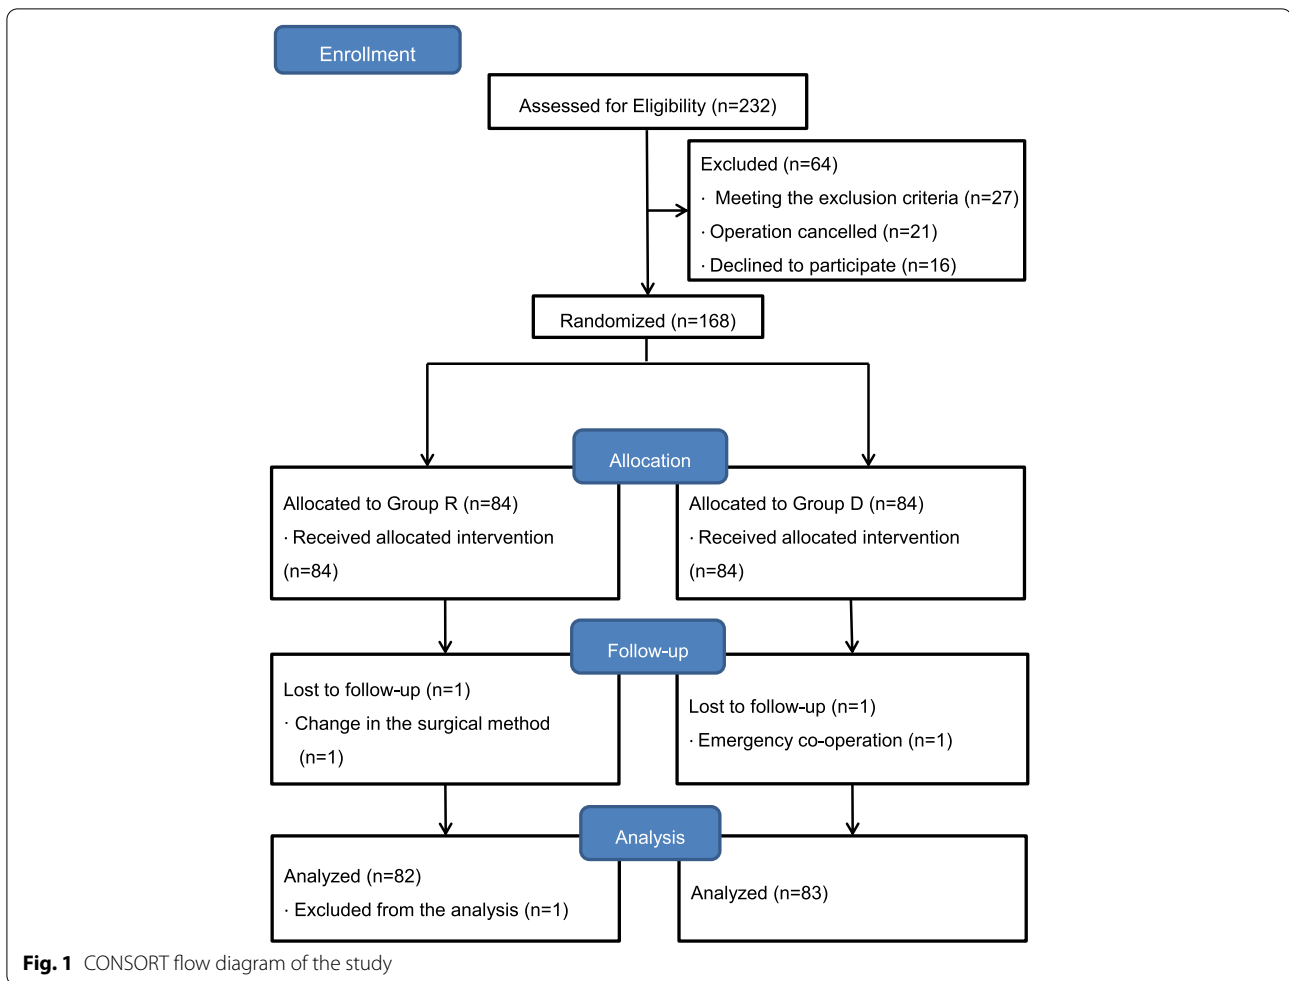 Enrollment
Assessed for Eligibility (n=232)
Excluded (n=64)
· Meeting the exclusion criteria (n=27)
· Operation cancelled (n=21)
· Declined to participate (n=16)
Randomized (n=168)
Allocation
Allocated to Group R (n=84)
· Received allocated intervention
(n=84)
Allocated to Group D (n=84)
· Received allocated intervention
(n=84)
Follow-up
Lost to follow-up (n=1)
· Change in the surgical method
(n=1)
Lost to follow-up (n=1)
· Emergency co-operation (n=1)
Analysis
Analyzed (n=82)
· Excluded from the analysis (n=1)
Analyzed (n=83)
Fig. 1 CONSORT flow diagram of the study